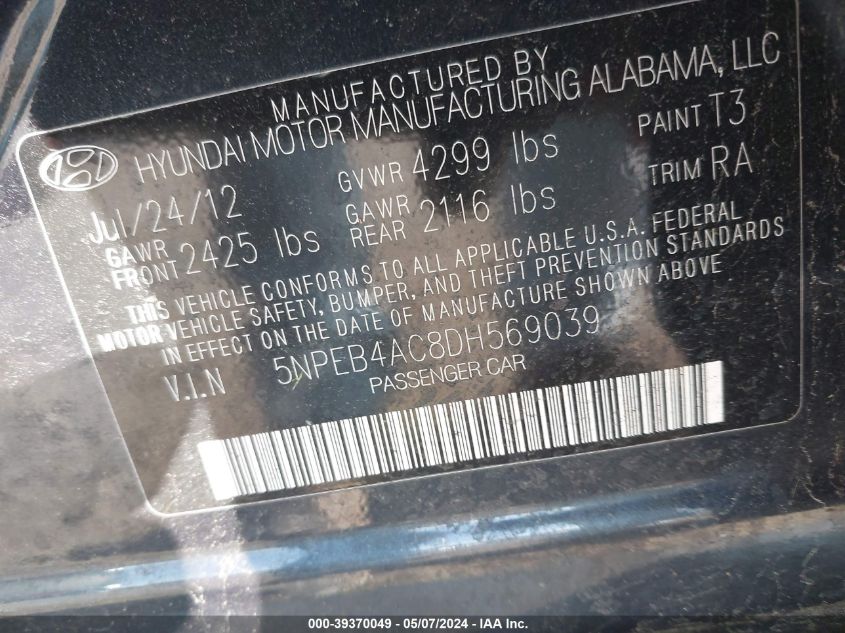 MANUFACTURED BY
HYUNDAI MOTOR MANUFACTURING ALABAMA, LLC
Jul/24/12 GVWR 4299 lbs PAINT T3
GAWR FRONT 2425 lbs GAWR REAR 2116 lbs TRIM RA
THIS VEHICLE CONFORMS TO ALL APPLICABLE U.S.A. FEDERAL
MOTOR VEHICLE SAFETY, BUMPER, AND THEFT PREVENTION STANDARDS
IN EFFECT ON THE DATE OF MANUFACTURE SHOWN ABOVE
V.I.N 5NPEB4AC8DH569039
PASSENGER CAR
000-39370049 — 05/07/2024 — IAA Inc.